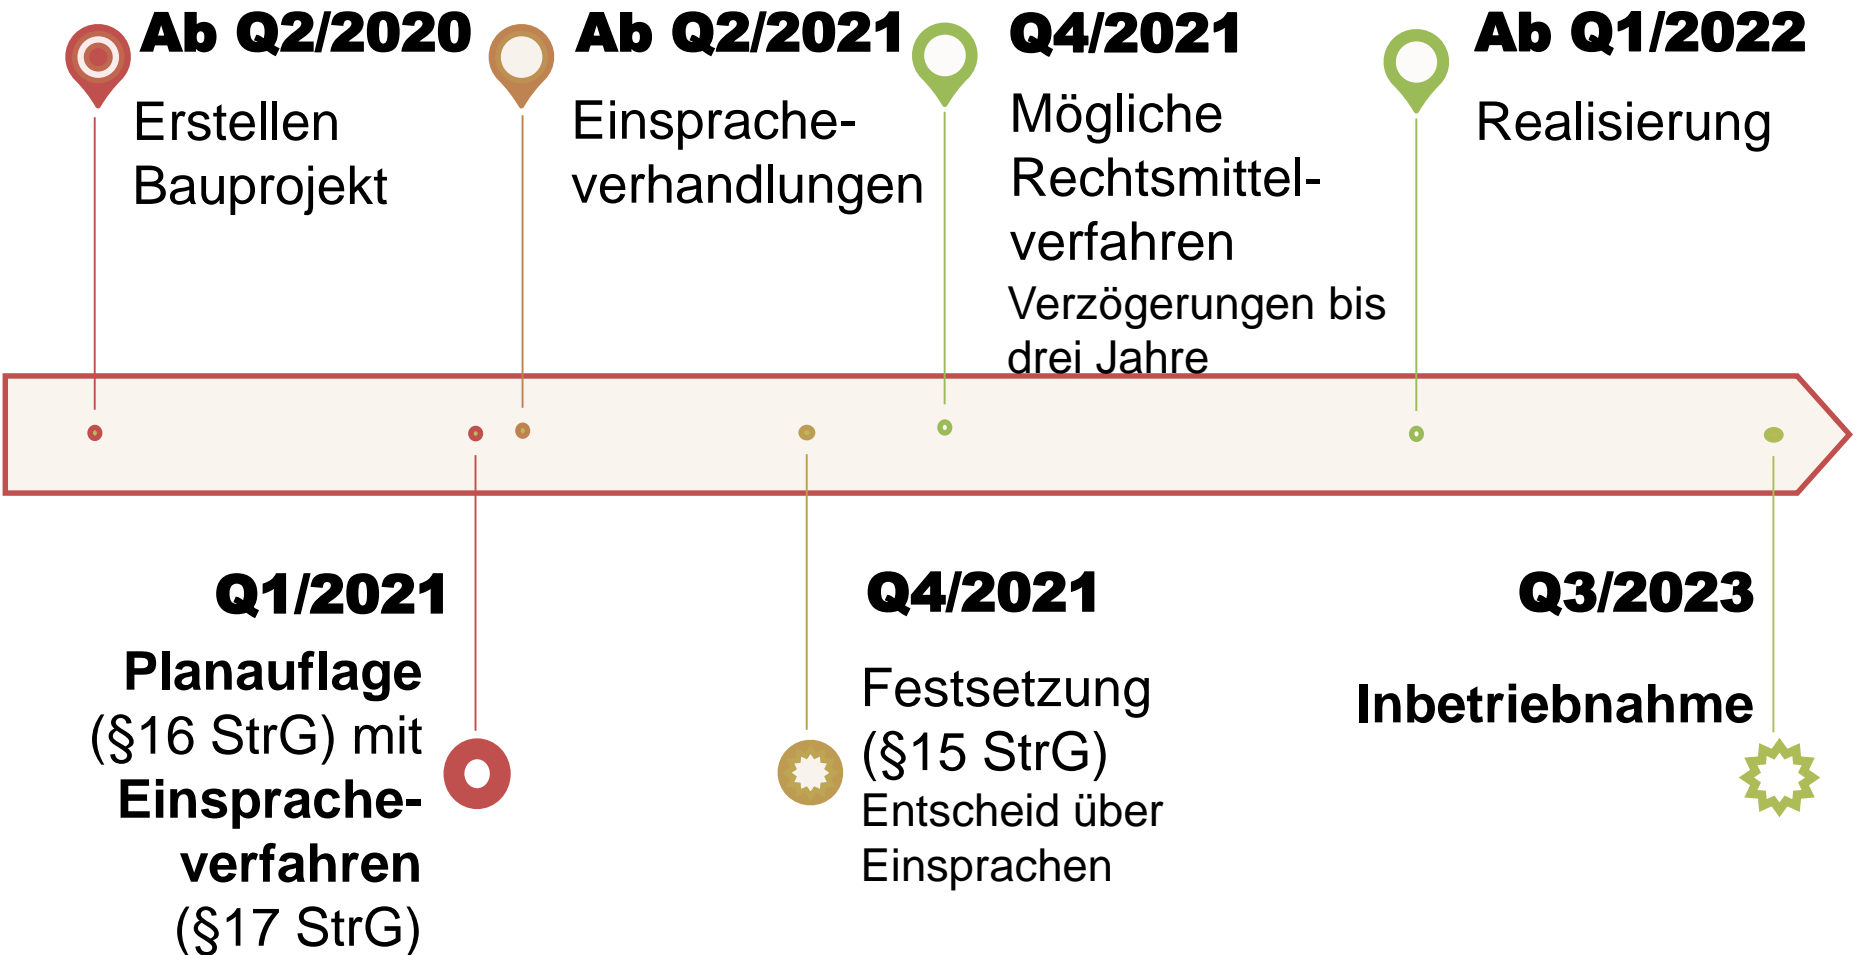 Ab Q2/2020
Erstellen
Bauprojekt
Ab Q2/2021
Einsprache-
verhandlungen
Q4/2021
Mögliche
Rechtsmittel-
verfahren
Verzögerungen bis
drei Jahre
Ab Q1/2022
Realisierung
Q1/2021
Planauflage
(§16 StrG) mit
Einsprache-
verfahren
(§17 StrG)
Q4/2021
Festsetzung
(§15 StrG)
Entscheid über
Einsprachen
Q3/2023
Inbetriebnahme